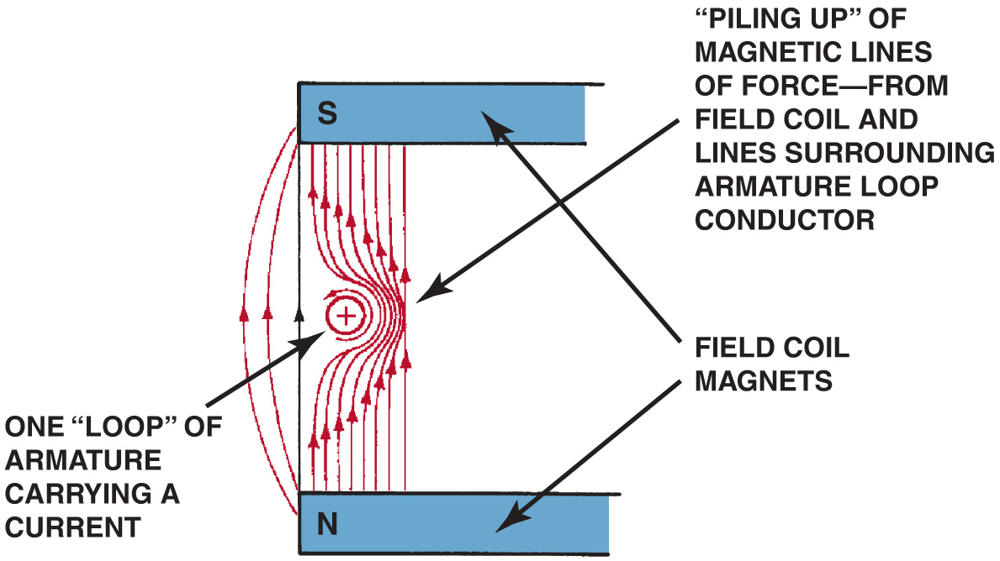 “PILING UP” OF
MAGNETIC LINES
OF FORCE—FROM
FIELD COIL AND
LINES SURROUNDING
ARMATURE LOOP
CONDUCTOR
S
+
FIELD COIL
MAGNETS
ONE “LOOP” OF
ARMATURE
CARRYING A
CURRENT
N